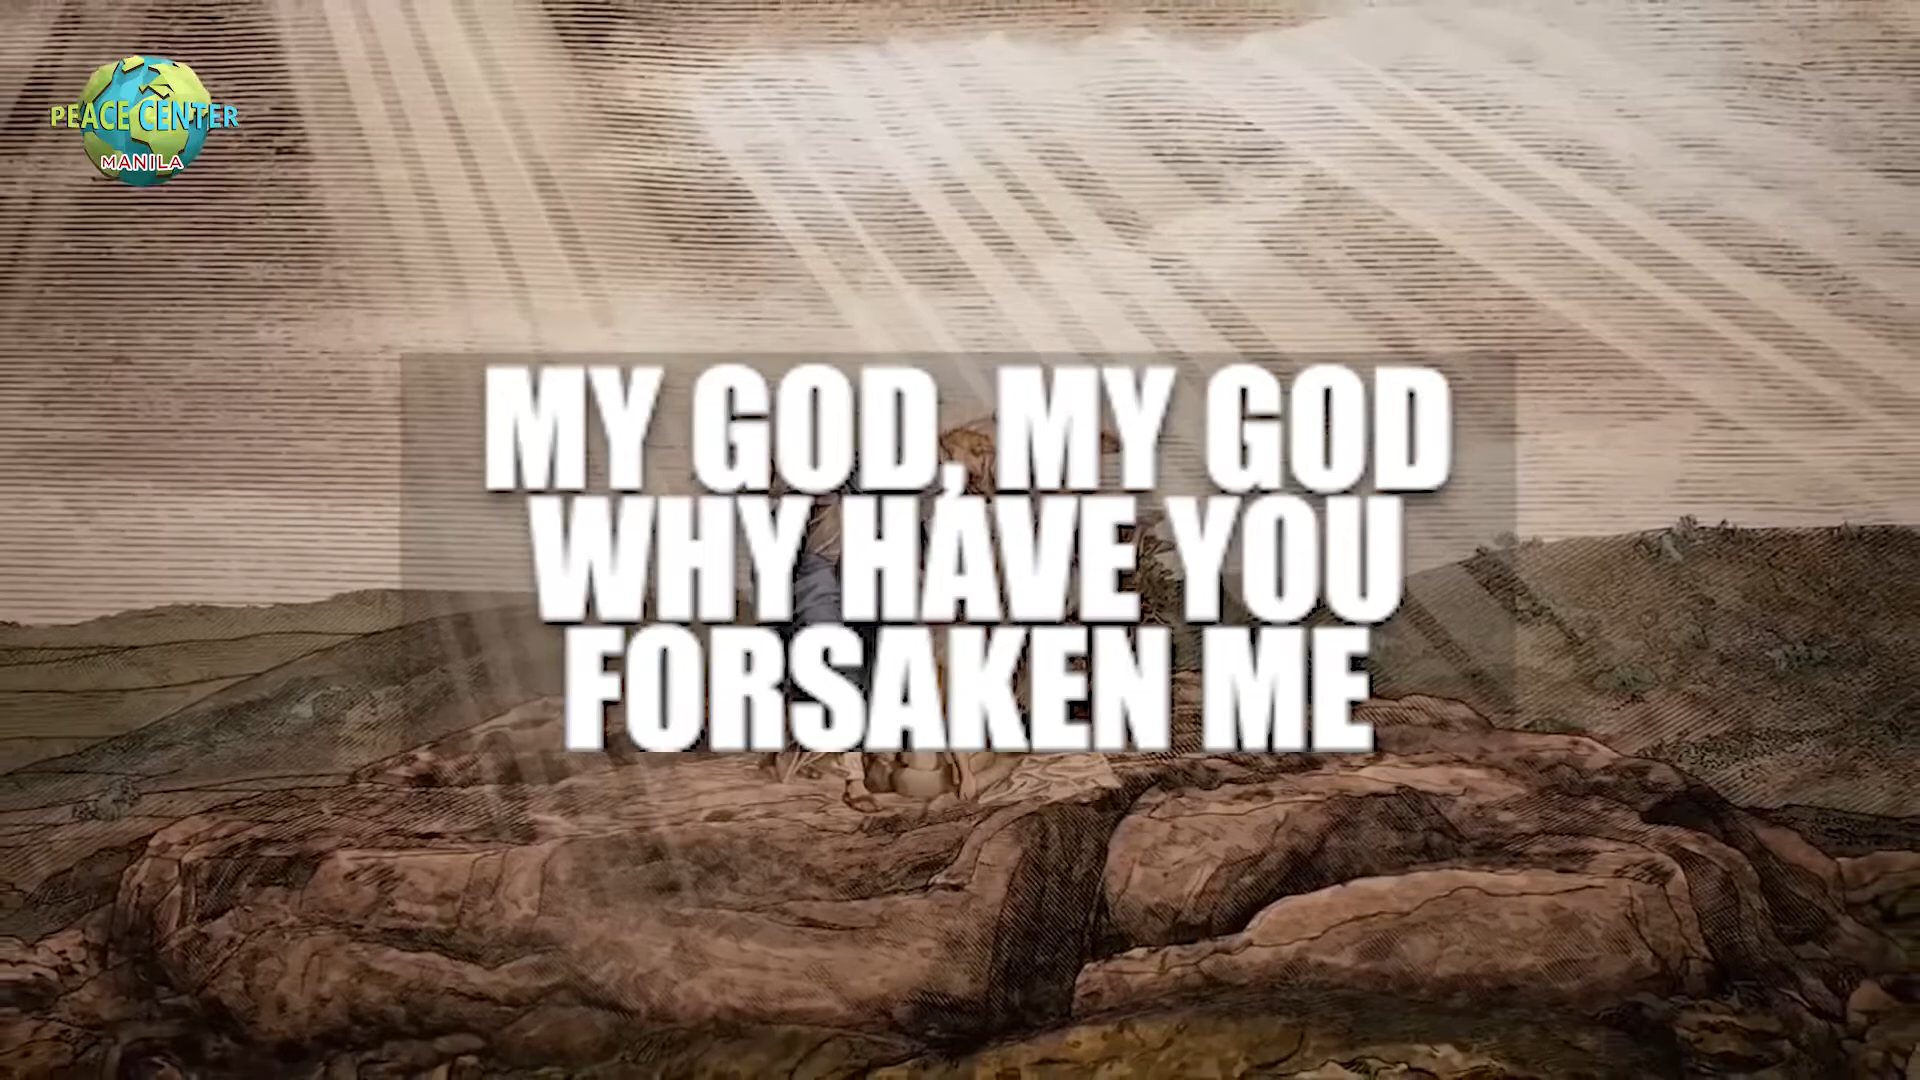 PEACE CENTER
MANILA
MY GOD, MY GOD
WHY HAVE YOU
FORSAKEN ME